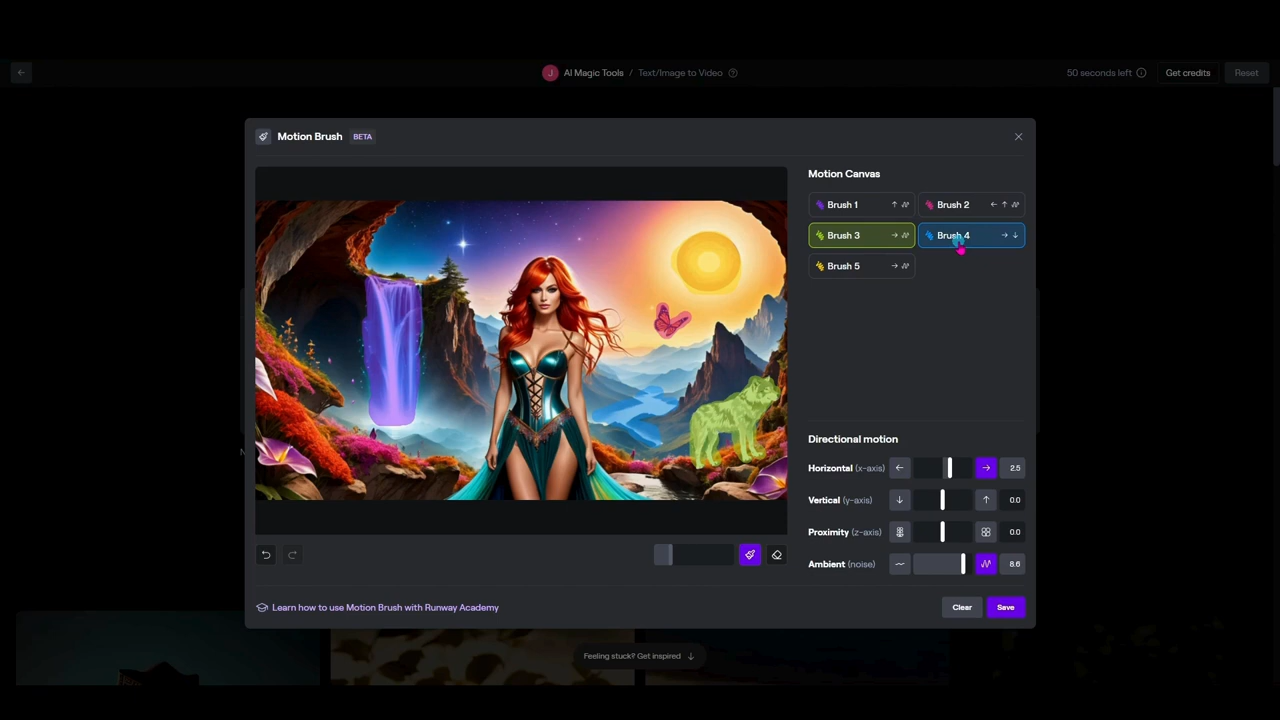 J AI Magic Tools / Text/Image to Video
50 seconds left
Get credits
Reset
Motion Brush BETA
Motion Canvas
Brush 1
Brush 2
Brush 3
Brush 4
Brush 5
Directional motion
Horizontal (x-axis) 2.5
Vertical (y-axis) 0.0
Proximity (z-axis) 0.0
Ambient (noise) 8.6
Learn how to use Motion Brush with Runway Academy
Clear
Save
Feeling stuck? Get inspired